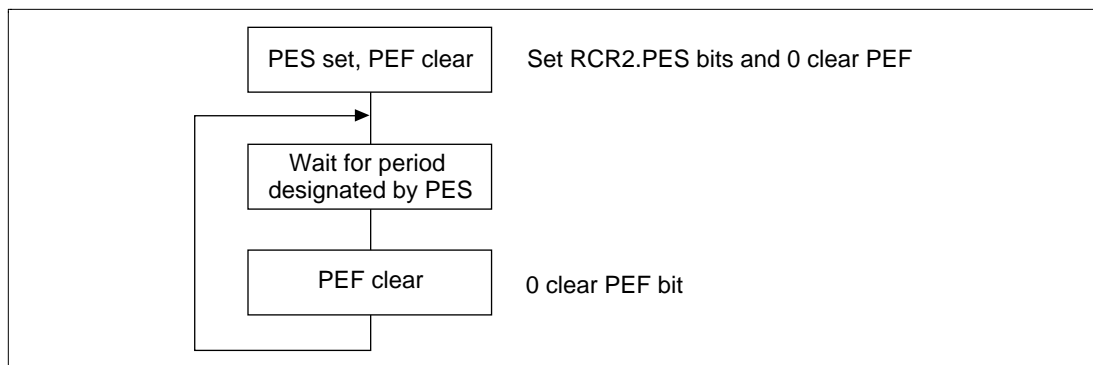 PES set, PEF clear
Set RCR2.PES bits and 0 clear PEF
Wait for period
designated by PES
PEF clear
0 clear PEF bit